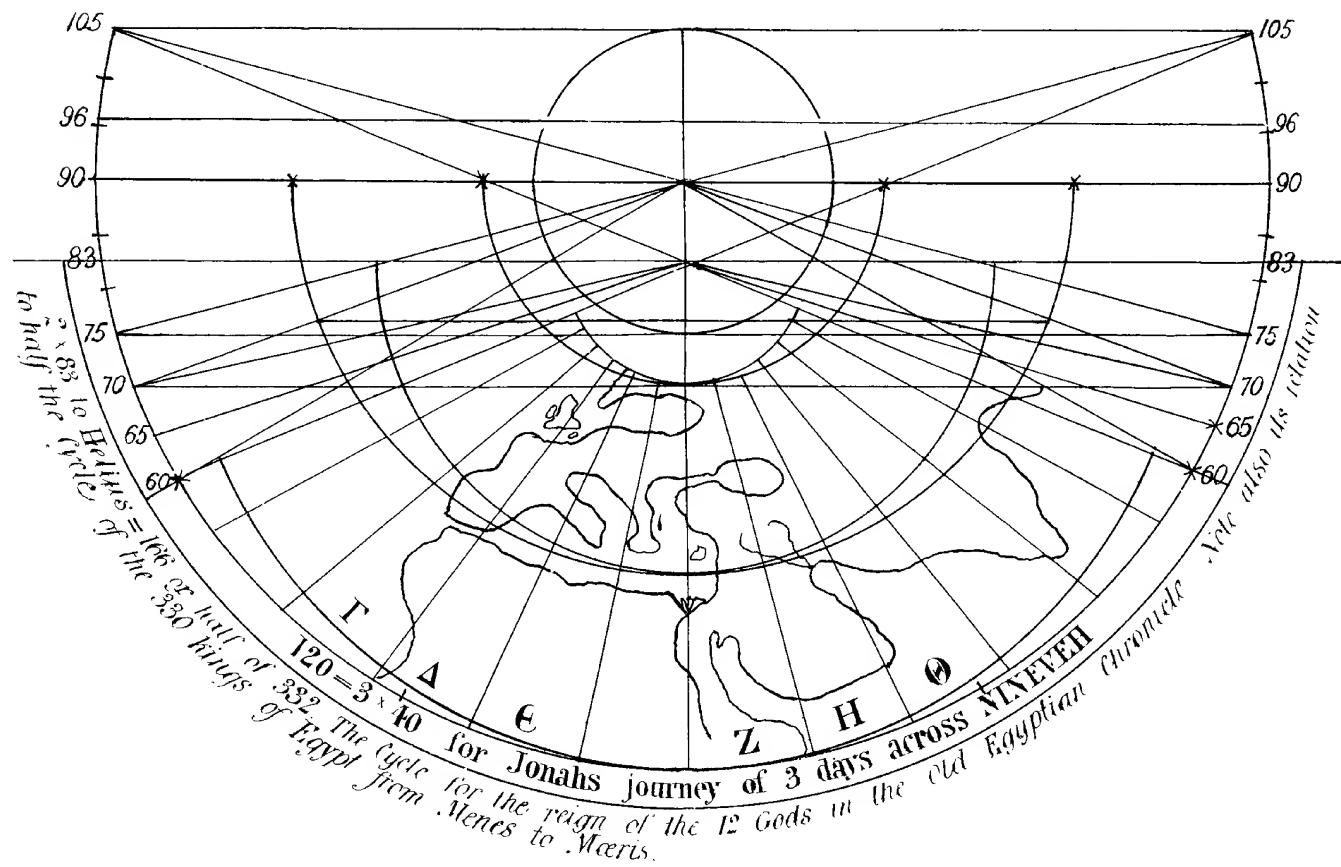 105 105
96 96
90 90
83 83
75 75
70 70
65 65
60 60
Γ Δ Є Z H Θ
120 = 3 × 40 for Jonahs journey of 3 days across NINEVEH
2 × 83 to Helius = 166 or half of 332. The Cycle for the reign of the 12 Gods in the Old Egyptian Chronicle Note also its relation
to half the Cycle of the 330 kings of Egypt from Menes to Mœris.